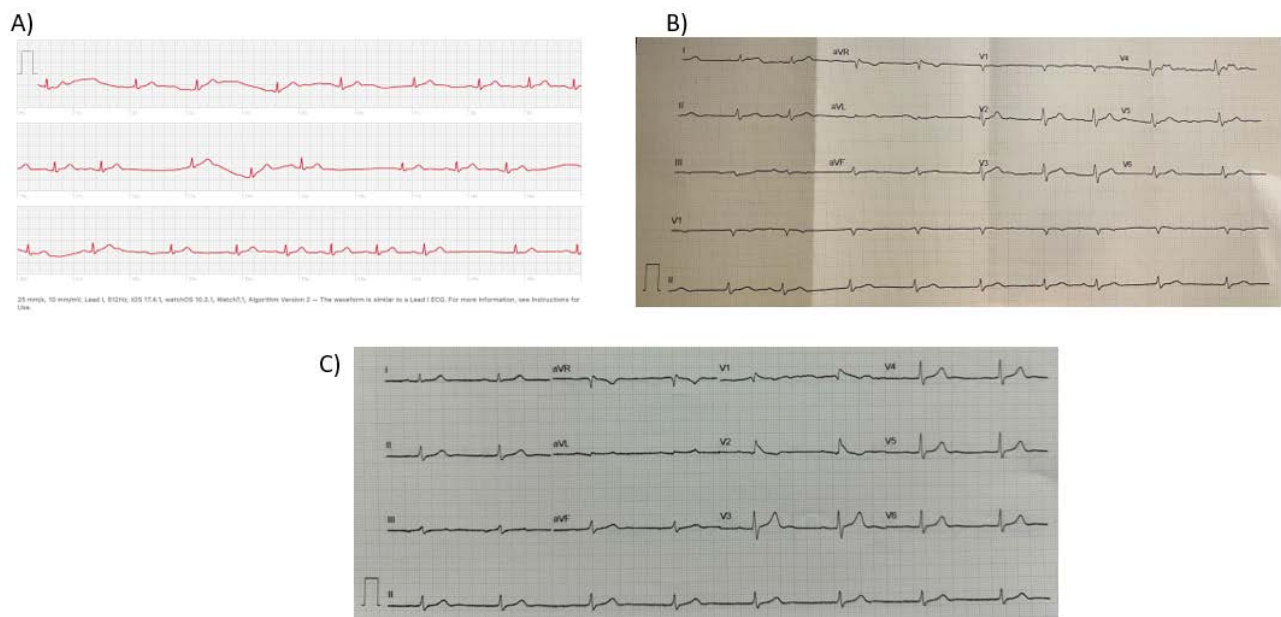 A)
25 mm/s, 10 mm/mV, Lead I, 512Hz, iOS 17.4.1, watchOS 10.3.1, Watch7,1, Algorithm Version 2 — The waveform is similar to a Lead I ECG. For more information, see Instructions for
Use.
B)
I aVR V1 V4
II aVL V2 V5
III aVF V3 V6
V1
II
C)
I aVR V1 V4
II aVL V2 V5
III aVF V3 V6
II